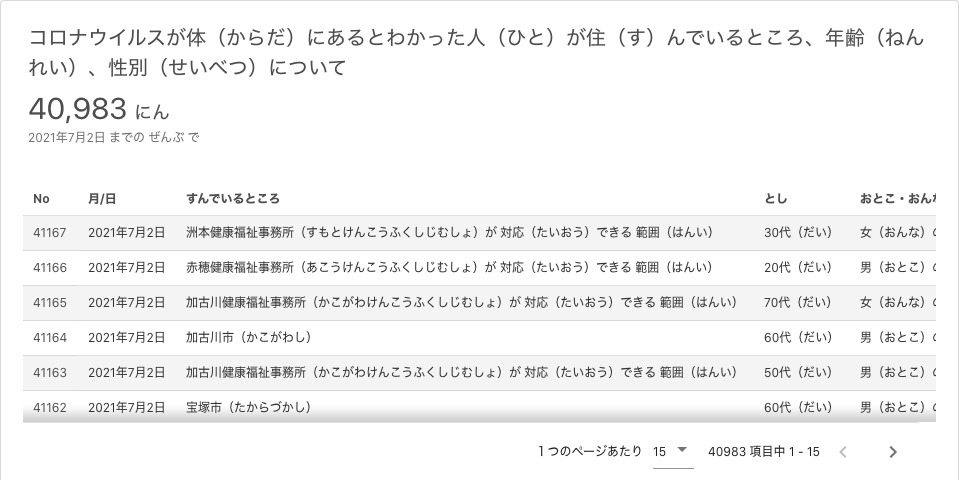 コロナウイルスが体（からだ）にあるとわかった人（ひと）が住（す）んでいるところ、年齢（ねん
れい）、性別（せいべつ）について
40,983 にん
2021年7月2日 までの ぜんぶ で
No 月/日 すんでいるところ とし おとこ・おんな
41167 2021年7月2日 洲本健康福祉事務所（すもとけんこうふくしじむしょ）が 対応（たいおう）できる 範囲（はんい） 30代（だい） 女（おんな）の
41166 2021年7月2日 赤穂健康福祉事務所（あこうけんこうふくしじむしょ）が 対応（たいおう）できる 範囲（はんい） 20代（だい） 男（おとこ）の
41165 2021年7月2日 加古川健康福祉事務所（かこがわけんこうふくしじむしょ）が 対応（たいおう）できる 範囲（はんい） 70代（だい） 女（おんな）の
41164 2021年7月2日 加古川市（かこがわし） 60代（だい） 男（おとこ）の
41163 2021年7月2日 加古川健康福祉事務所（かこがわけんこうふくしじむしょ）が 対応（たいおう）できる 範囲（はんい） 50代（だい） 男（おとこ）の
41162 2021年7月2日 宝塚市（たからづかし） 60代（だい） 男（おとこ）の
1 つのページあたり 15 40983 項目中 1 - 15